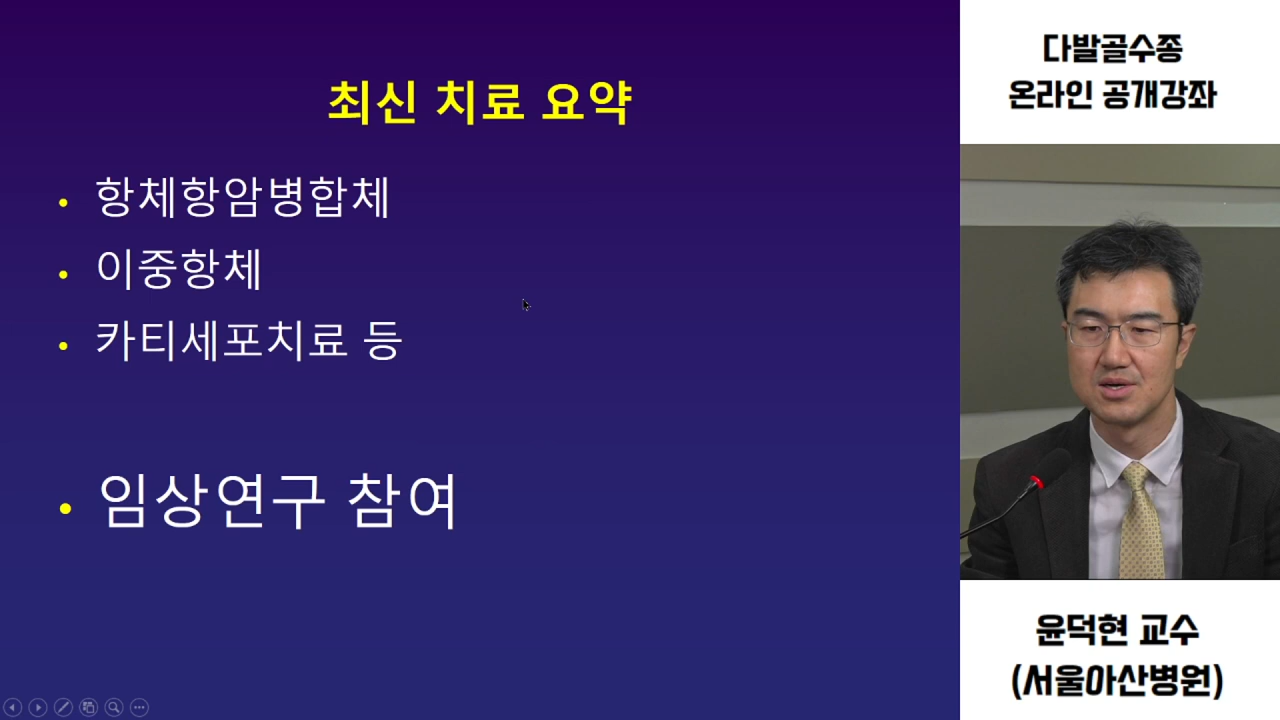 최신 치료 요약
• 항체항암병합체
• 이중항체
• 카티세포치료 등
• 임상연구 참여
다발골수종
온라인 공개강좌
윤덕현 교수
(서울아산병원)